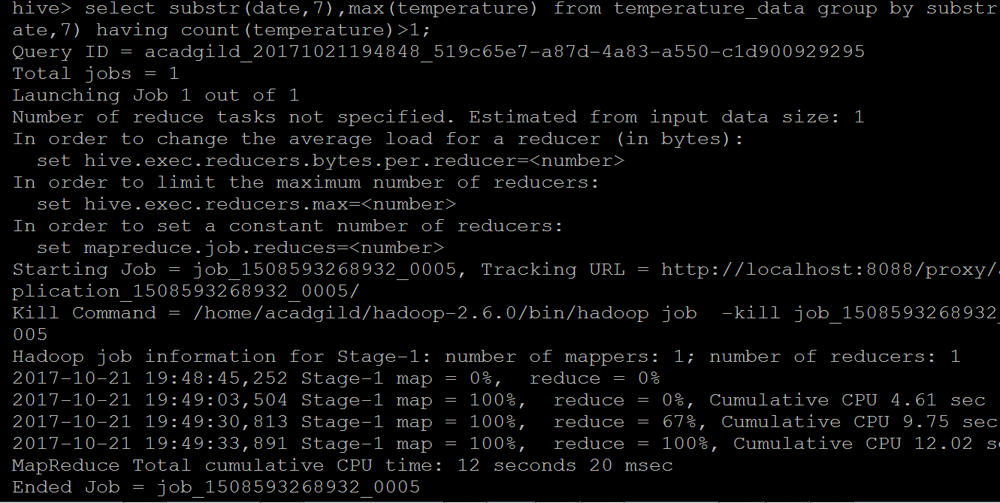 hive> select substr(date,7),max(temperature) from temperature_data group by substr
ate,7) having count(temperature)>1;
Query ID = acadgild_20171021194848_519c65e7-a87d-4a83-a550-c1d900929295
Total jobs = 1
Launching Job 1 out of 1
Number of reduce tasks not specified. Estimated from input data size: 1
In order to change the average load for a reducer (in bytes):
  set hive.exec.reducers.bytes.per.reducer=<number>
In order to limit the maximum number of reducers:
  set hive.exec.reducers.max=<number>
In order to set a constant number of reducers:
  set mapreduce.job.reduces=<number>
Starting Job = job_1508593268932_0005, Tracking URL = http://localhost:8088/proxy/
plication_1508593268932_0005/
Kill Command = /home/acadgild/hadoop-2.6.0/bin/hadoop job  -kill job_1508593268932_
005
Hadoop job information for Stage-1: number of mappers: 1; number of reducers: 1
2017-10-21 19:48:45,252 Stage-1 map = 0%,  reduce = 0%
2017-10-21 19:49:03,504 Stage-1 map = 100%,  reduce = 0%, Cumulative CPU 4.61 sec
2017-10-21 19:49:30,813 Stage-1 map = 100%,  reduce = 67%, Cumulative CPU 9.75 sec
2017-10-21 19:49:33,891 Stage-1 map = 100%,  reduce = 100%, Cumulative CPU 12.02 s
MapReduce Total cumulative CPU time: 12 seconds 20 msec
Ended Job = job_1508593268932_0005